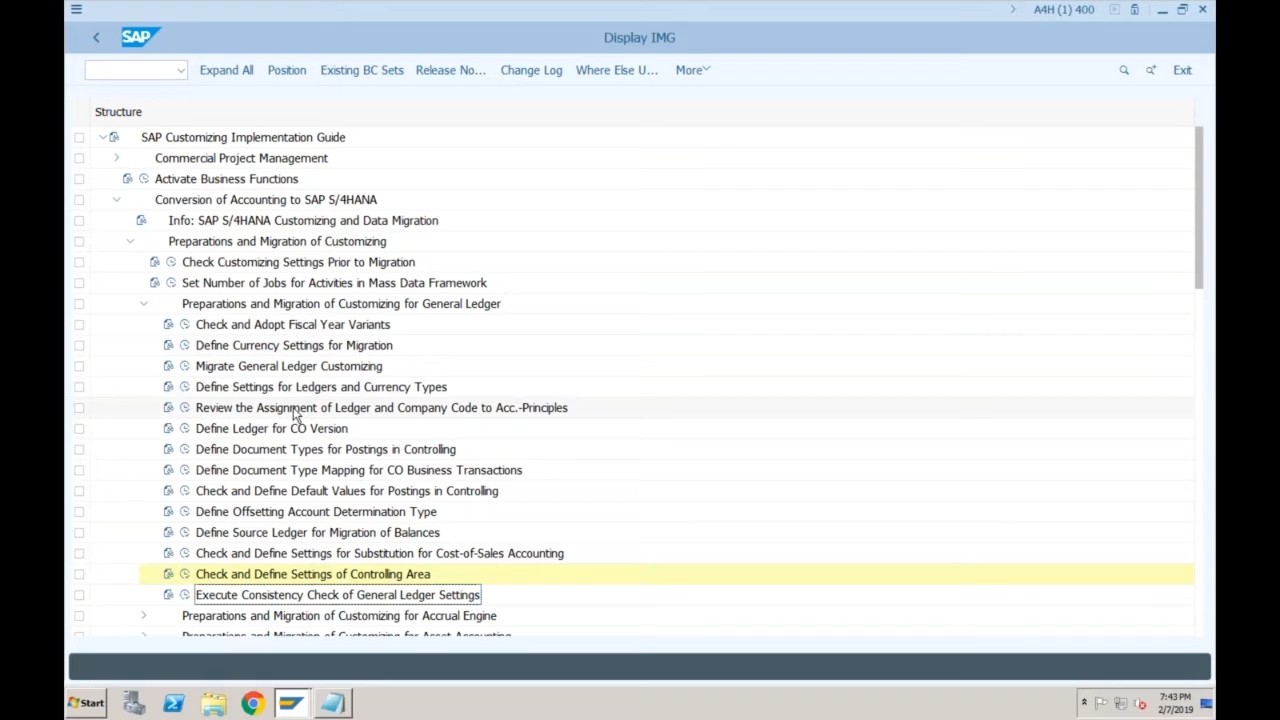 A4H (1) 400
SAP
Display IMG
Expand All Position Existing BC Sets Release No... Change Log Where Else U... More Exit
Structure
SAP Customizing Implementation Guide
Commercial Project Management
Activate Business Functions
Conversion of Accounting to SAP S/4HANA
Info: SAP S/4HANA Customizing and Data Migration
Preparations and Migration of Customizing
Check Customizing Settings Prior to Migration
Set Number of Jobs for Activities in Mass Data Framework
Preparations and Migration of Customizing for General Ledger
Check and Adopt Fiscal Year Variants
Define Currency Settings for Migration
Migrate General Ledger Customizing
Define Settings for Ledgers and Currency Types
Review the Assignment of Ledger and Company Code to Acc.-Principles
Define Ledger for CO Version
Define Document Types for Postings in Controlling
Define Document Type Mapping for CO Business Transactions
Check and Define Default Values for Postings in Controlling
Define Offsetting Account Determination Type
Define Source Ledger for Migration of Balances
Check and Define Settings for Substitution for Cost-of-Sales Accounting
Check and Define Settings of Controlling Area
Execute Consistency Check of General Ledger Settings
Preparations and Migration of Customizing for Accrual Engine
Preparations and Migration of Customizing for Asset Accounting
Start
7:43 PM
2/7/2019